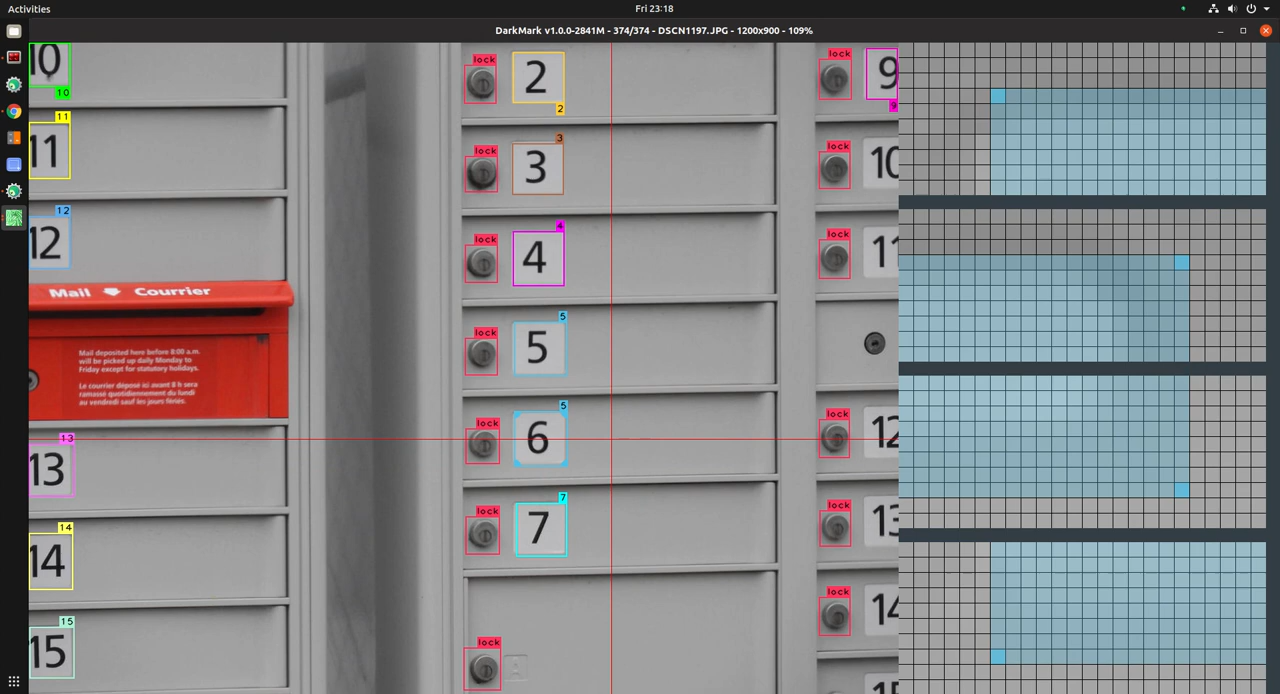 Activities
Fri 23:18
DarkMark v1.0.0-2841M - 374/374 - DSCN1197.JPG - 1200x900 - 109%
10
10
11
11
12
12
Mail Courrier
Mail deposited here before 8:00 a.m.
will be picked up daily Monday to
Friday except for statutory holidays.
Le courrier déposé ici avant 8 h sera
ramassé quotidiennement du lundi
au vendredi sauf les jours fériés.
13
13
14
14
15
15
lock
2
2
lock
3
3
lock
4
4
lock
5
5
lock
5
6
lock
7
7
lock
A
lock
9
9
lock
10
lock
11
lock
12
lock
13
lock
14